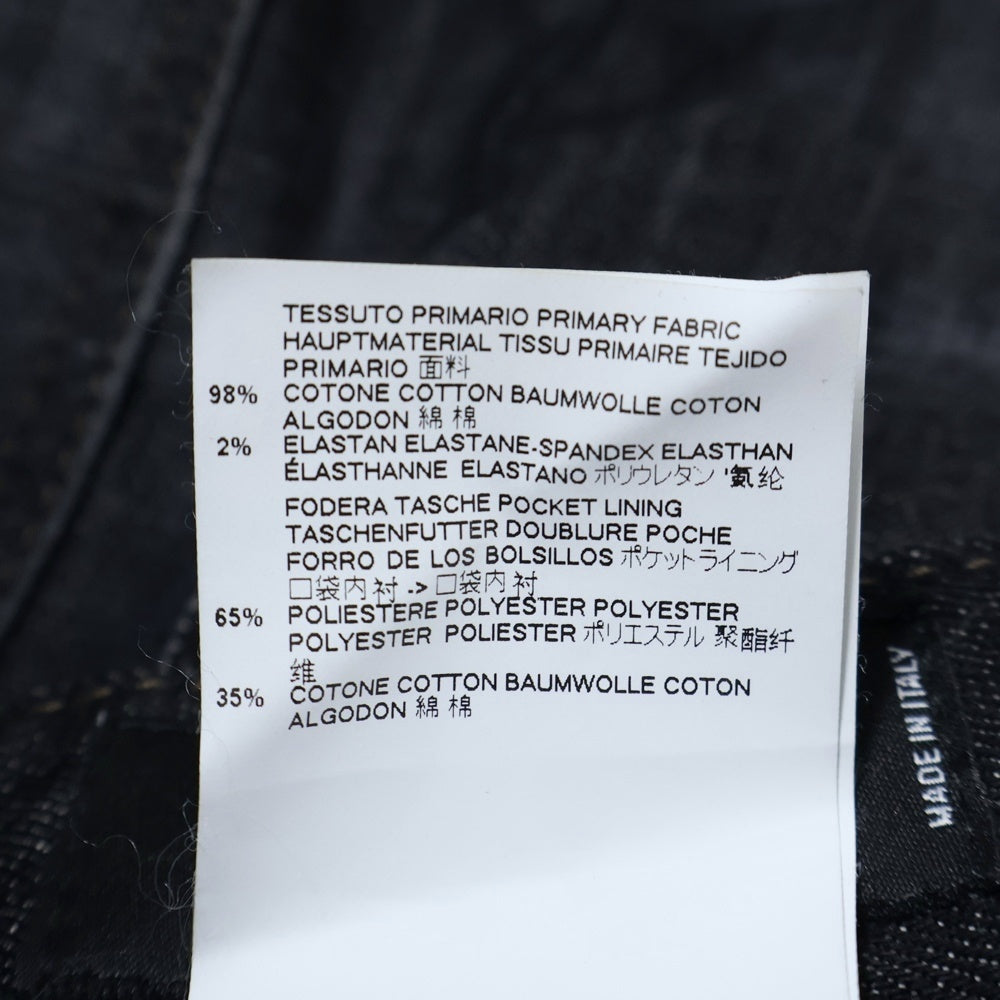 TESSUTO PRIMARIO PRIMARY FABRIC
HAUPTMATERIAL TISSU PRIMAIRE TEJIDO
PRIMARIO 面料
98% COTONE COTTON BAUMWOLLE COTON
ALGODON 綿 棉
2% ELASTAN ELASTANE-SPANDEX ELASTHAN
ÉLASTHANNE ELASTANO ポリウレタン '氨纶
FODERA TASCHE POCKET LINING
TASCHENFUTTER DOUBLURE POCHE
FORRO DE LOS BOLSILLOS ポケットライニング
口袋内衬 -> 口袋内衬
65% POLIESTERE POLYESTER POLYESTER
POLYESTER POLIESTER ポリエステル 聚酯纤
维
35% COTONE COTTON BAUMWOLLE COTON
ALGODON 綿 棉
MADE IN ITALY